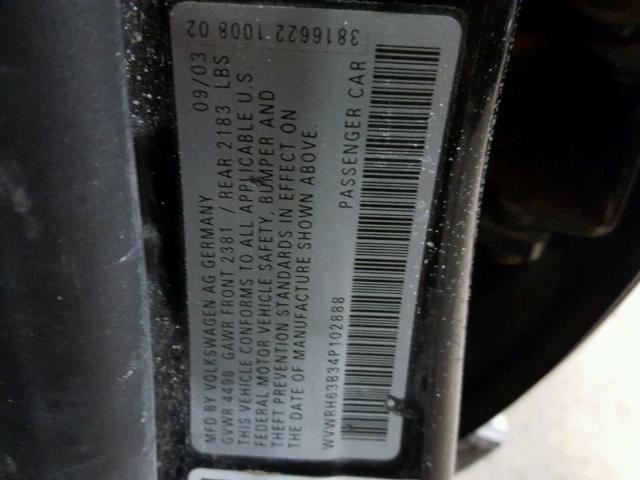 MFD BY VOLKSWAGEN AG GERMANY 09/03
GVWR 4498 GAWR FRONT 2381 / REAR 2183 LBS
THIS VEHICLE CONFORMS TO ALL APPLICABLE U.S.
FEDERAL MOTOR VEHICLE SAFETY, BUMPER AND
THEFT PREVENTION STANDARDS IN EFFECT ON
THE DATE OF MANUFACTURE SHOWN ABOVE.
WVWRH63B34P102888 PASSENGER CAR
3816622 1008 02